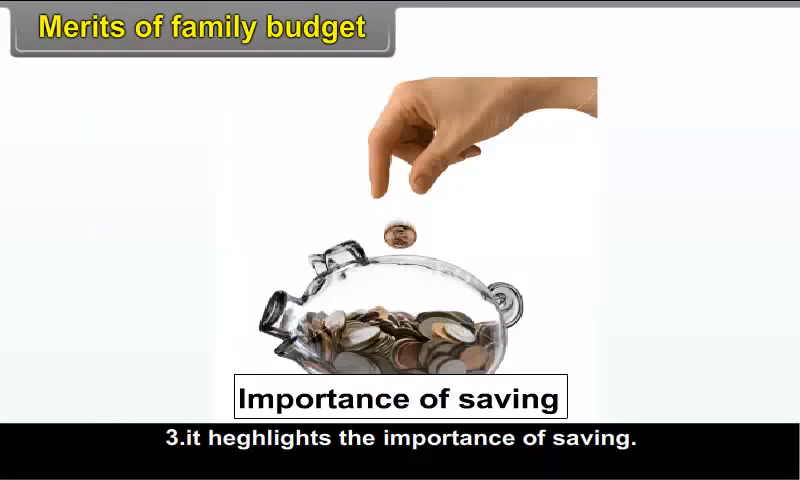 Merits of family budget
Importance of saving
3.it heghlights the importance of saving.